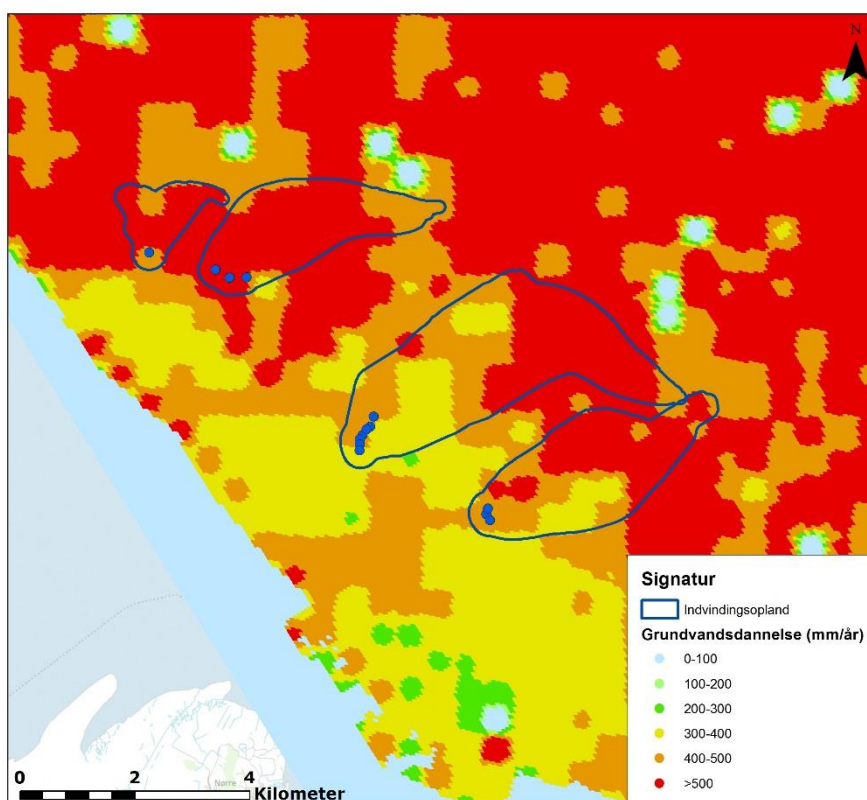 N
Signatur
Indvindingsopland
Grundvandsdannelse (mm/år)
0-100
100-200
200-300
300-400
400-500
>500
Nørre
0 2 4
Kilometer